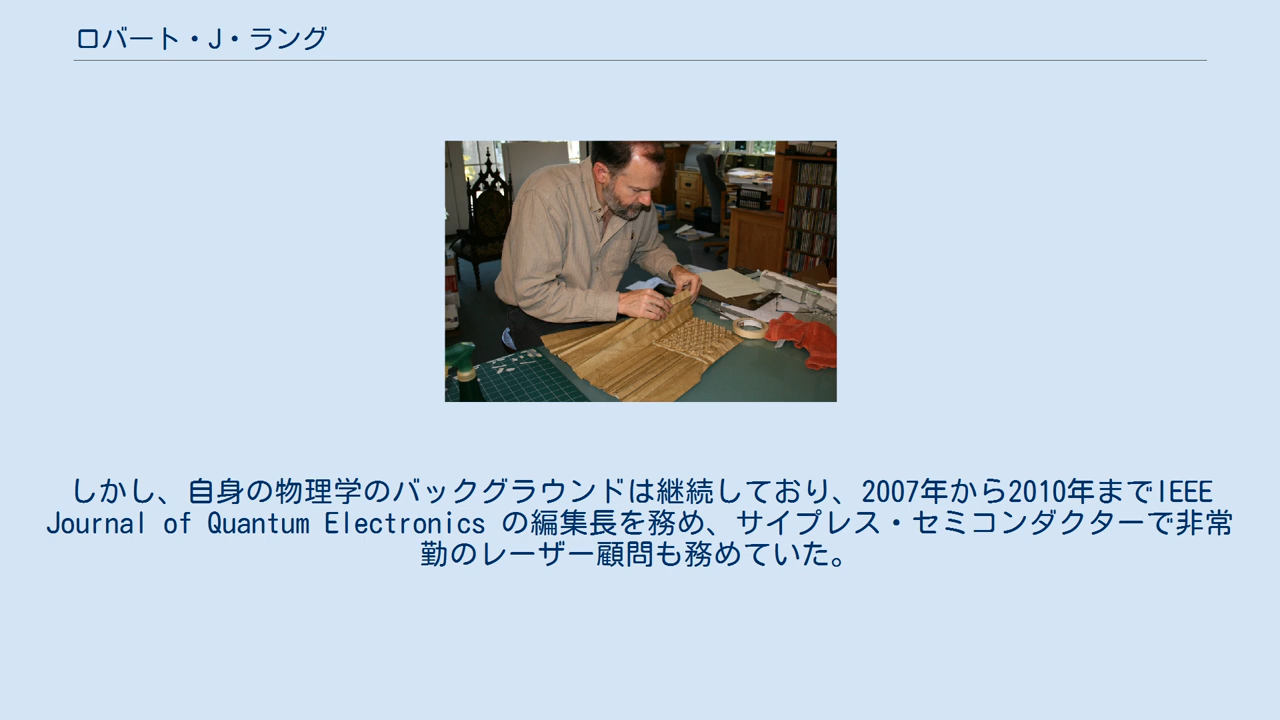 ロバート・J・ラング
しかし、自身の物理学のバックグラウンドは継続しており、2007年から2010年までIEEE
Journal of Quantum Electronics の編集長を務め、サイプレス・セミコンダクターで非常
勤のレーザー顧問も務めていた。